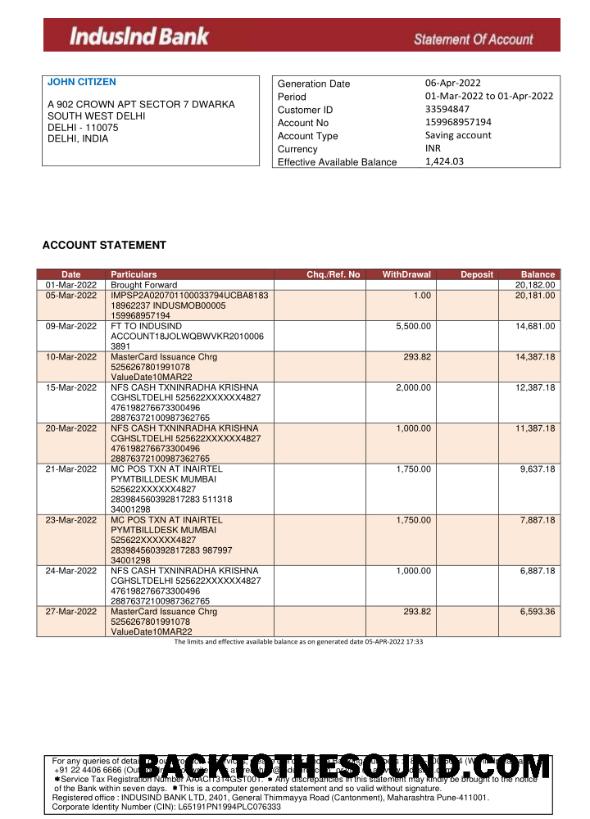 IndusInd Bank
Statement Of Account
JOHN CITIZEN
A 902 CROWN APT SECTOR 7 DWARKA
SOUTH WEST DELHI
DELHI - 110075
DELHI, INDIA
Generation Date 06-Apr-2022
Period 01-Mar-2022 to 01-Apr-2022
Customer ID 33594847
Account No 159968957194
Account Type Saving account
Currency INR
Effective Available Balance 1,424.03
ACCOUNT STATEMENT
Date Particulars Chq./Ref. No WithDrawal Deposit Balance
01-Mar-2022 Brought Forward 20,182.00
05-Mar-2022 IMPSP2A020701100033794UCBA8183 1.00 20,181.00
18962237 INDUSMOB00005
159968957194
09-Mar-2022 FT TO INDUSIND 5,500.00 14,681.00
ACCOUNT18JOLWQBWVKR2010006
3891
10-Mar-2022 MasterCard Issuance Chrg 293.82 14,387.18
5256267801991078
ValueDate10MAR22
15-Mar-2022 NFS CASH TXNINRADHA KRISHNA 2,000.00 12,387.18
CGHSLTDELHI 525622XXXXXX4827
476198276673300496
28876372100987362765
20-Mar-2022 NFS CASH TXNINRADHA KRISHNA 1,000.00 11,387.18
CGHSLTDELHI 525622XXXXXX4827
476198276673300496
28876372100987362765
21-Mar-2022 MC POS TXN AT INAIRTEL 1,750.00 9,637.18
PYMTBILLDESK MUMBAI
525622XXXXXX4827
283984560392817283 511318
34001298
23-Mar-2022 MC POS TXN AT INAIRTEL 1,750.00 7,887.18
PYMTBILLDESK MUMBAI
525622XXXXXX4827
283984560392817283 987997
34001298
24-Mar-2022 NFS CASH TXNINRADHA KRISHNA 1,000.00 6,887.18
CGHSLTDELHI 525622XXXXXX4827
476198276673300496
28876372100987362765
27-Mar-2022 MasterCard Issuance Chrg 293.82 6,593.36
5256267801991078
ValueDate10MAR22
The limits and effective available balance as on generated date 05-APR-2022 17:33
For any queries of
BACKTOTHESOUND.COM
+91 22 4406 6666
Service Tax Registration Number AAACI1314GST001. Any discrepancies in this statement may kindly be brought to the notice
of the Bank within seven days. This is a computer generated statement and so valid without signature.
Registered office : INDUSIND BANK LTD, 2401, General Thimmayya Road (Cantonment), Maharashtra Pune-411001.
Corporate Identity Number (CIN): L65191PN1994PLC076333